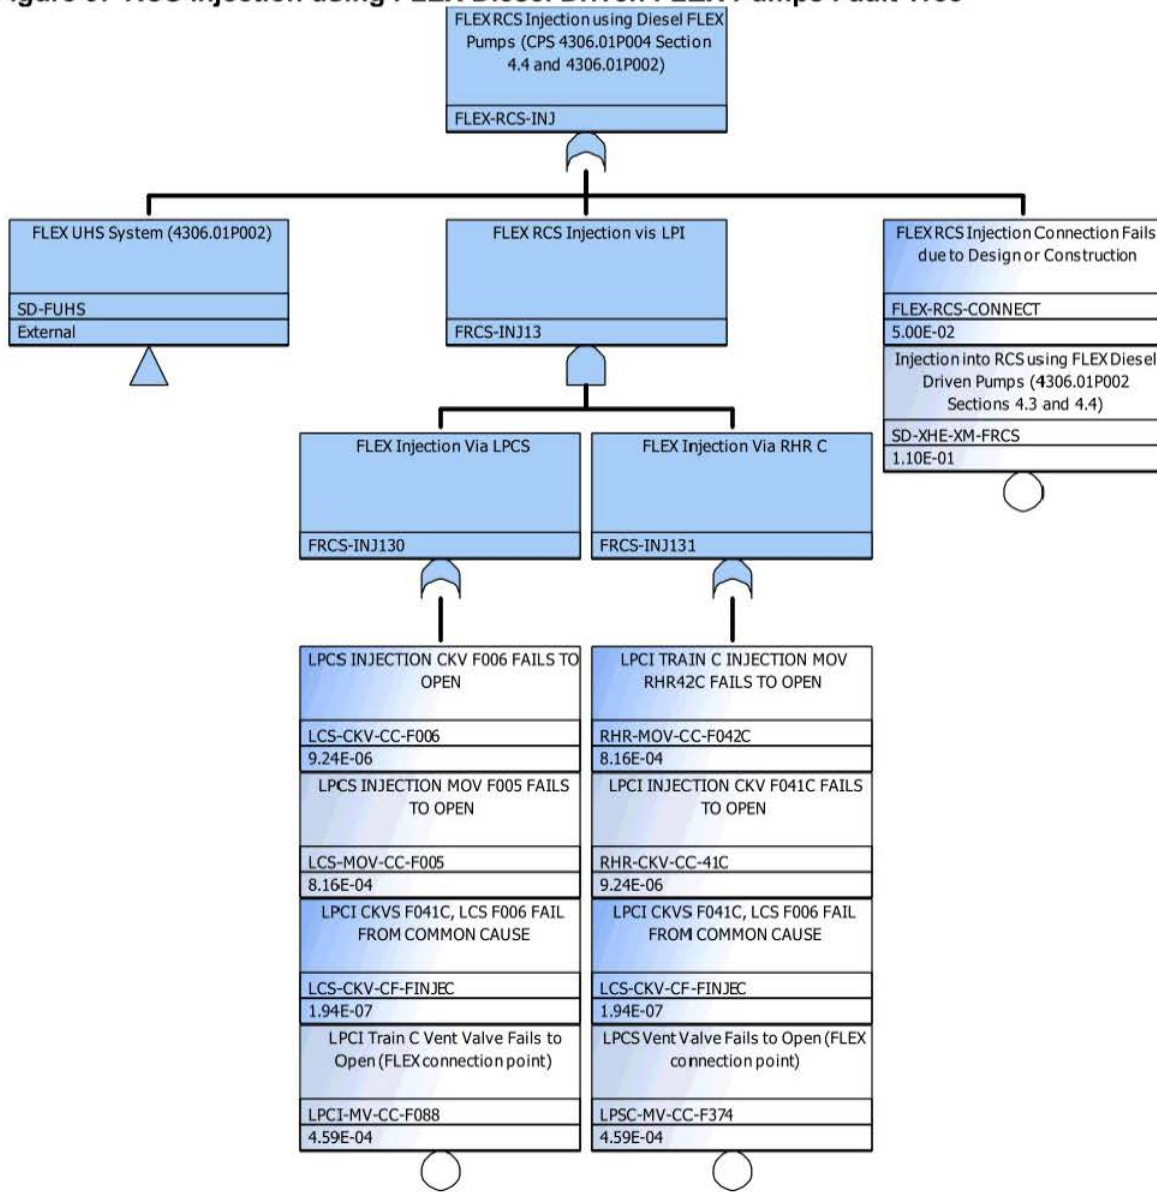 RCS Injection using FLEX Diesel Driven FLEX Pumps Fault Tree
FLEX RCS Injection using Diesel FLEX
Pumps (CPS 4306.01P004 Section
4.4 and 4306.01P002)
FLEX-RCS-INJ
FLEX UHS System (4306.01P002)
SD-FUHS
External
FLEX RCS Injection vis LPI
FRCS-INJ13
FLEX RCS Injection Connection Fails
due to Design or Construction
FLEX-RCS-CONNECT
5.00E-02
Injection into RCS using FLEX Diesel
Driven Pumps (4306.01P002
Sections 4.3 and 4.4)
SD-XHE-XM-FRCS
1.10E-01
FLEX Injection Via LPCS
FRCS-INJ130
FLEX Injection Via RHR C
FRCS-INJ131
LPCS INJECTION CKV F006 FAILS TO
OPEN
LCS-CKV-CC-F006
9.24E-06
LPCS INJECTION MOV F005 FAILS
TO OPEN
LCS-MOV-CC-F005
8.16E-04
LPCI CKVS F041C, LCS F006 FAIL
FROM COMMON CAUSE
LCS-CKV-CF-FINJEC
1.94E-07
LPCI Train C Vent Valve Fails to
Open (FLEX connection point)
LPCI-MV-CC-F088
4.59E-04
LPCI TRAIN C INJECTION MOV
RHR42C FAILS TO OPEN
RHR-MOV-CC-F042C
8.16E-04
LPCI INJECTION CKV F041C FAILS
TO OPEN
RHR-CKV-CC-41C
9.24E-06
LPCI CKVS F041C, LCS F006 FAIL
FROM COMMON CAUSE
LCS-CKV-CF-FINJEC
1.94E-07
LPCS Vent Valve Fails to Open (FLEX
connection point)
LPSC-MV-CC-F374
4.59E-04